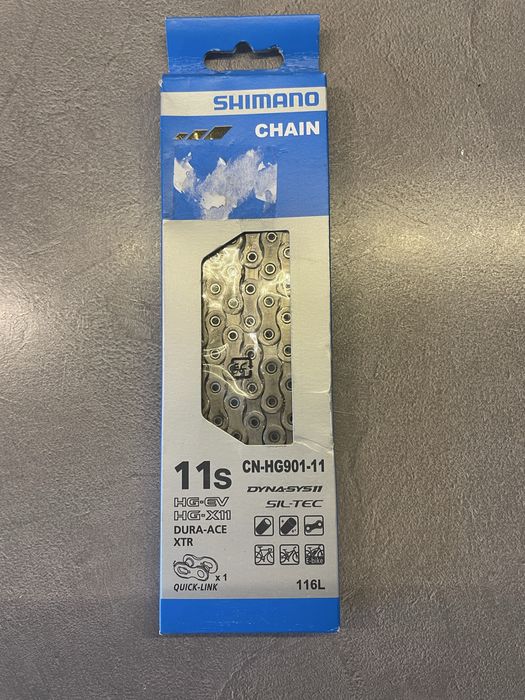 SHIMANO
CHAIN
11s
CN-HG901-11
HG-EV
HG-X11
DURA-ACE
XTR
DYNA-SYS11
SIL-TEC
E-bike
x 1
QUICK-LINK
116L